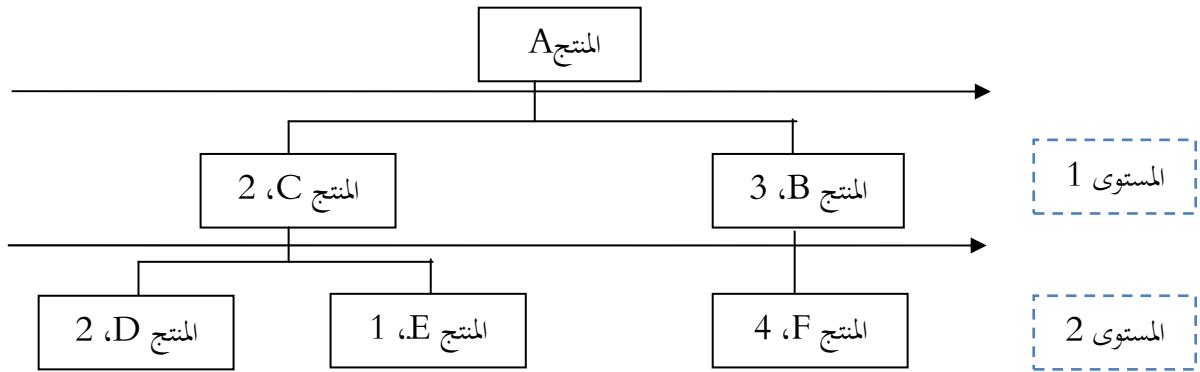 المنتجA
المستوى 1
المنتج B، 3
المنتج C، 2
المستوى 2
المنتج F، 4
المنتج E،. 1
المنتج D، 2